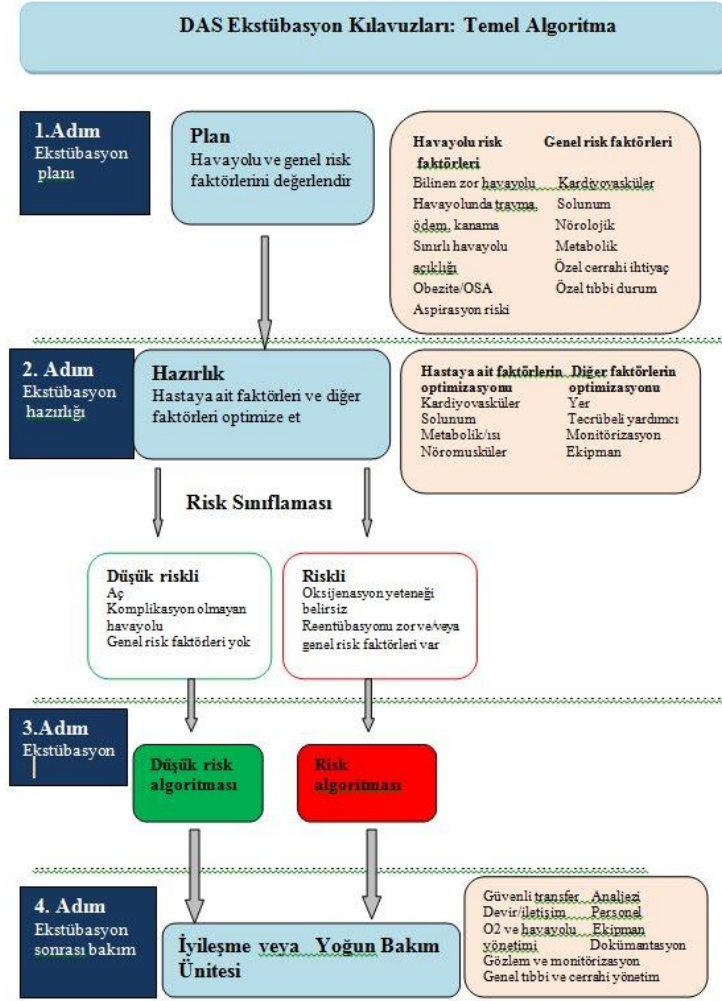 DAS Ekstübasyon Kılavuzları: Temel Algoritma
1.Adım
Ekstübasyon
planı
Plan
Havayolu ve genel risk
faktörlerini değerlendir
Havayolu risk
faktörleri
Bilinen zor havayolu
Havayolunda travma,
ödem, kanama
Sınırlı havayolu
açıklığı
Obezite/OSA
Aspirasyon riski
Genel risk faktörleri
Kardiyovasküler
Solunum
Nörolojik
Metabolik
Özel cerrahi ihtiyaç
Özel tıbbi durum
2. Adım
Ekstübasyon
hazırlığı
Hazırlık
Hastaya ait faktörleri ve diğer
faktörleri optimize et
Hastaya ait faktörlerin
optimizasyonu
Kardiyovasküler
Solunum
Metabolik/ısı
Nöromusküler
Diğer faktörlerin
optimizasyonu
Yer
Tecrübeli yardımcı
Monitörizasyon
Ekipman
Risk Sınıflaması
Düşük riskli
Aç
Komplikasyon olmayan
havayolu
Genel risk faktörleri yok
Riskli
Oksijenasyon yeteneği
belirsiz
Reentübasyonu zor ve/veya
genel risk faktörleri var
3.Adım
Ekstübasyon
Düşük risk
algoritması
Risk
algoritması
4. Adım
Ekstübasyon
sonrası bakım
İyileşme veya Yoğun Bakım
Ünitesi
Güvenli transfer Analjezi
Devir/iletişim Personel
O2 ve havayolu Ekipman
yönetimi Dokümantasyon
Gözlem ve monitörizasyon
Genel tıbbi ve cerrahi yönetim